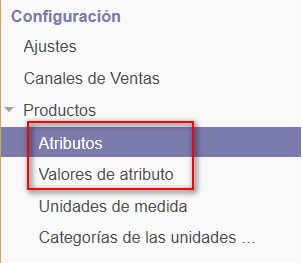 Configuración
Ajustes
Canales de Ventas
Productos
Atributos
Valores de atributo
Unidades de medida
Categorías de las unidades ...